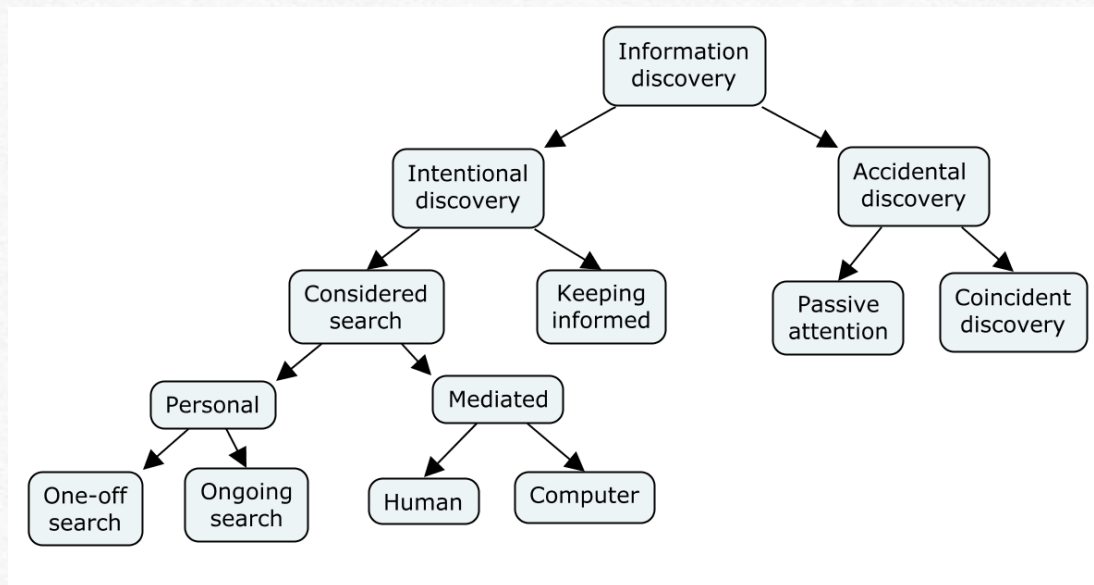 Information
discovery
Intentional
discovery
Accidental
discovery
Considered
search
Keeping
informed
Passive
attention
Coincident
discovery
Personal
Mediated
One-off
search
Ongoing
search
Human
Computer